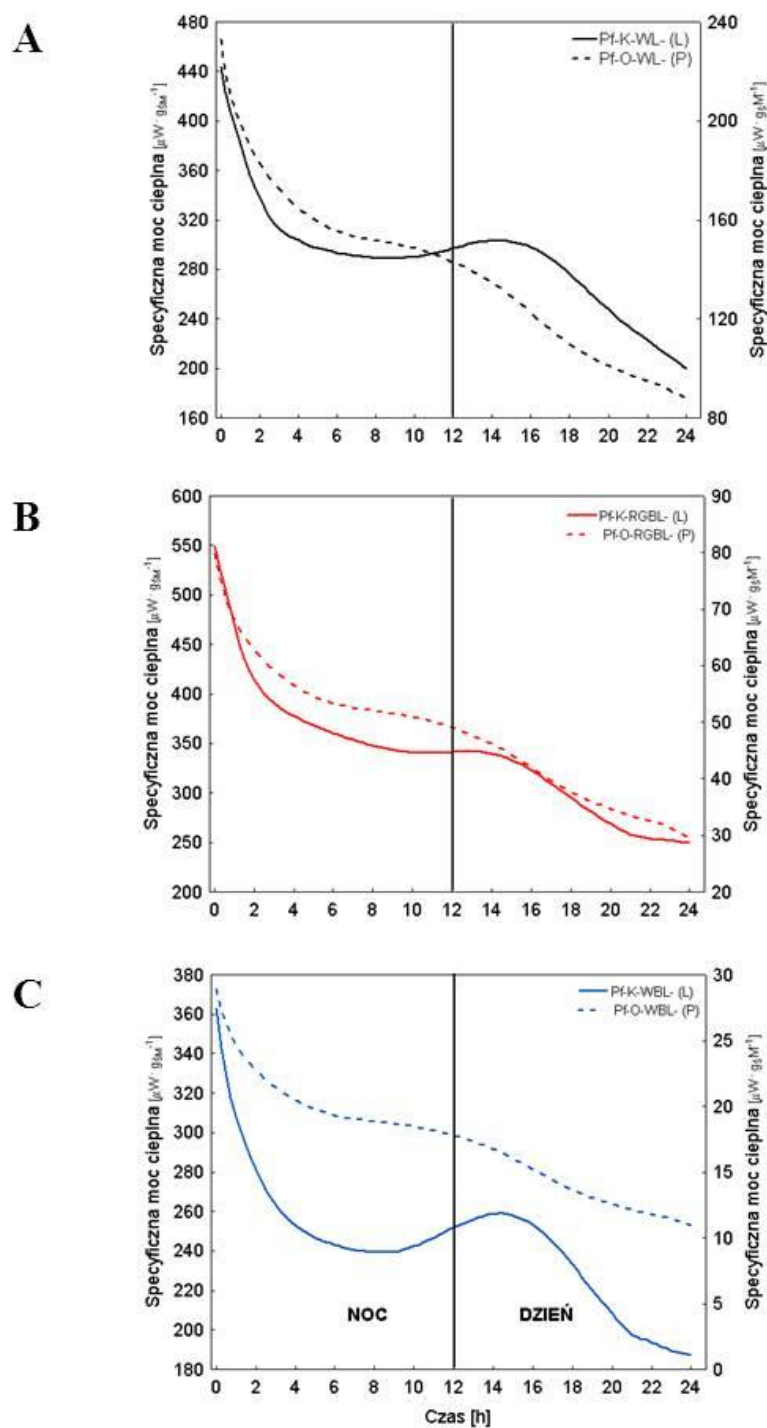 A
Specyficzna moc cieplna [µW· gśM⁻¹]
480
440
400
360
320
280
240
200
160
Pf-K-WL- (L)
Pf-O-WL- (P)
240
200
160
120
80
Specyficzna moc cieplna [µW· gśM⁻¹]
0 2 4 6 8 10 12 14 16 18 20 22 24
B
Specyficzna moc cieplna [µW· gśM⁻¹]
600
550
500
450
400
350
300
250
200
Pf-K-RGBL- (L)
Pf-O-RGBL- (P)
90
80
70
60
50
40
30
20
Specyficzna moc cieplna [µW· gśM⁻¹]
0 2 4 6 8 10 12 14 16 18 20 22 24
C
Specyficzna moc cieplna [µW· gśM⁻¹]
380
360
340
320
300
280
260
240
220
200
180
Pf-K-WBL- (L)
Pf-O-WBL- (P)
NOC DZIEŃ
30
25
20
15
10
5
0
Specyficzna moc cieplna [µW· gśM⁻¹]
0 2 4 6 8 10 12 14 16 18 20 22 24
Czas [h]